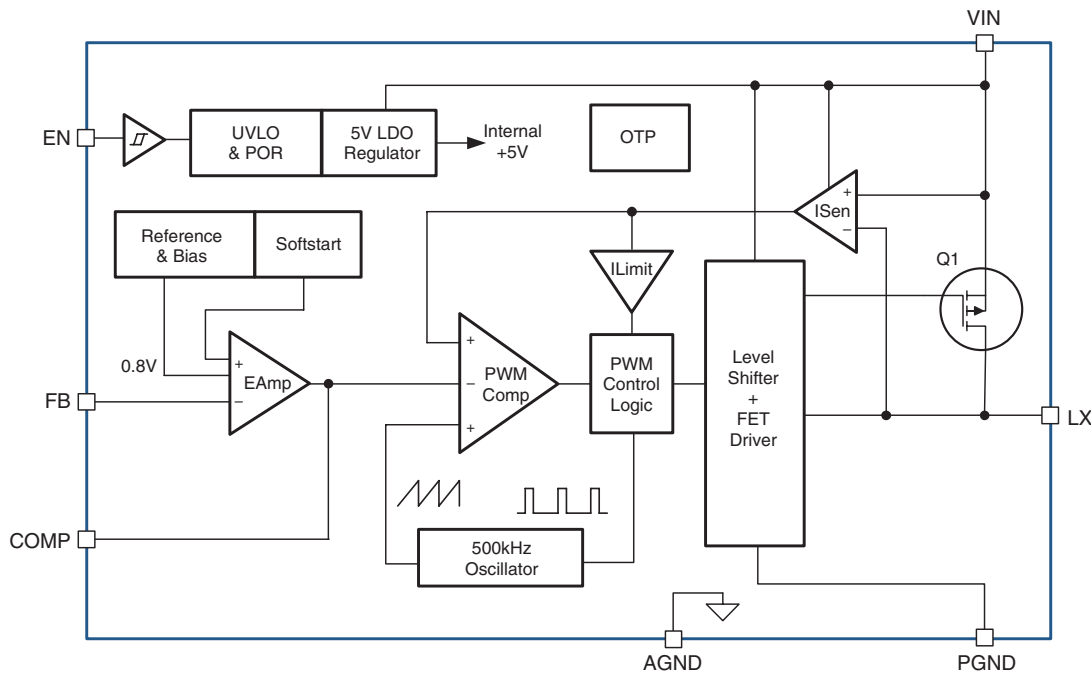 VIN
EN
UVLO
& POR
5V LDO
Regulator
Internal
+5V
OTP
+
ISen
–
Reference
& Bias
Softstart
ILimit
Q1
0.8V
+
EAmp
–
FB
+
–
PWM
Comp
+
PWM
Control
Logic
Level
Shifter
+
FET
Driver
LX
COMP
500kHz
Oscillator
AGND
PGND